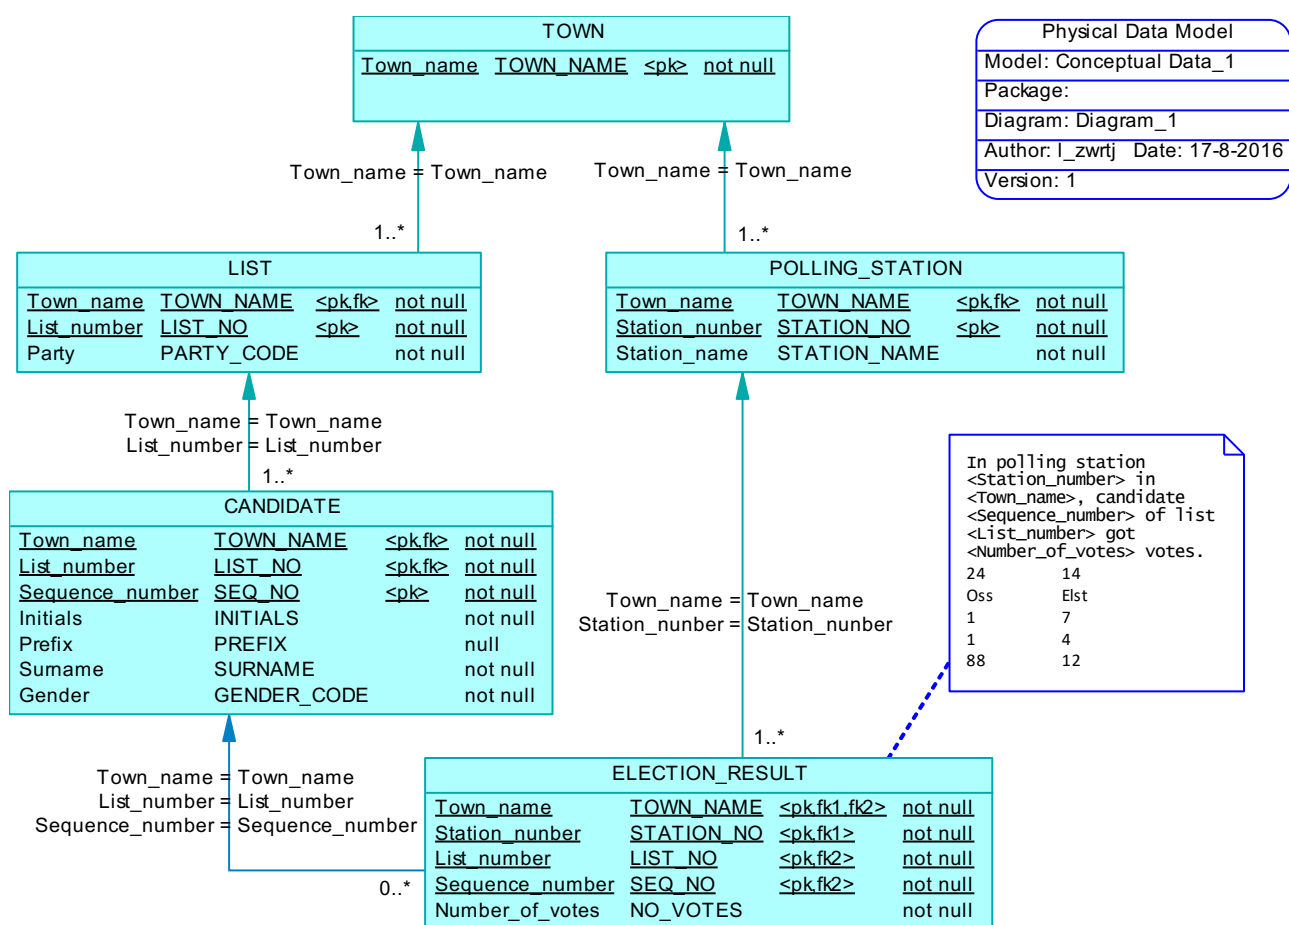 TOWN
Town_name TOWN_NAME <pk> not null
Physical Data Model
Model: Conceptual Data_1
Package:
Diagram: Diagram_1
Author: l_zwrtj Date: 17-8-2016
Version: 1
Town_name = Town_name
1..*
Town_name = Town_name
1..*
LIST
Town_name TOWN_NAME <pk,fk> not null
List_number LIST_NO <pk> not null
Party PARTY_CODE not null
POLLING_STATION
Town_name TOWN_NAME <pk,fk> not null
Station_nunber STATION_NO <pk> not null
Station_name STATION_NAME not null
Town_name = Town_name
List_number = List_number
1..*
CANDIDATE
Town_name TOWN_NAME <pk,fk> not null
List_number LIST_NO <pk,fk> not null
Sequence_number SEQ_NO <pk> not null
Initials INITIALS not null
Prefix PREFIX null
Surname SURNAME not null
Gender GENDER_CODE not null
Town_name = Town_name
Station_nunber = Station_nunber
1..*
In polling station
<Station_number> in
<Town_name>, candidate
<Sequence_number> of list
<List_number> got
<Number_of_votes> votes.
24 14
Oss Elst
1 7
1 4
88 12
Town_name = Town_name
List_number = List_number
Sequence_number = Sequence_number
0..*
ELECTION_RESULT
Town_name TOWN_NAME <pk,fk1,fk2> not null
Station_nunber STATION_NO <pk,fk1> not null
List_number LIST_NO <pk,fk2> not null
Sequence_number SEQ_NO <pk,fk2> not null
Number_of_votes NO_VOTES not null